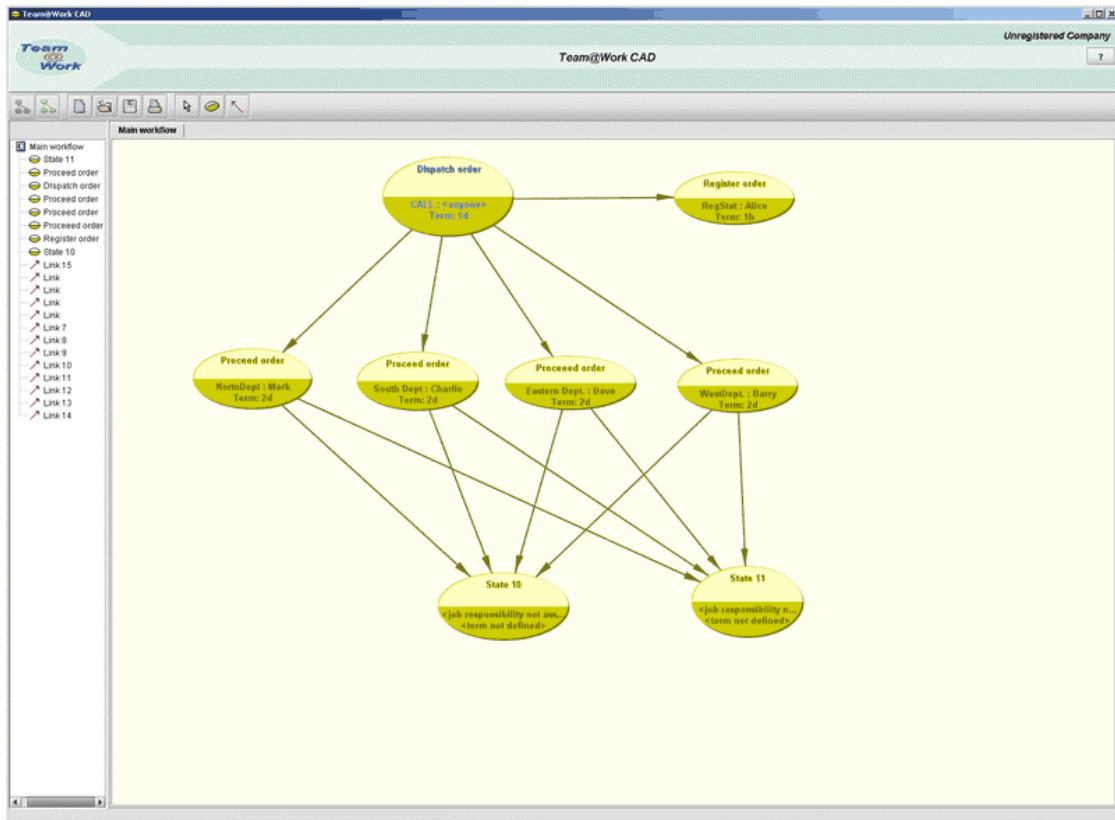 Team@Work CAD
Unregistered Company
Team
@
Work
Team@Work CAD
?
Main workflow
Main workflow
State 11
Proceed order
Dispatch order
Proceed order
Proceed order
Proceeed order
Register order
State 10
Link 15
Link
Link
Link
Link
Link 7
Link 8
Link 9
Link 10
Link 11
Link 12
Link 13
Link 14
Dispatch order
CALL : <anyone>
Term: 1d
Register order
RegStat : Alice
Term: 1h
Proceed order
NortnDept : Mark
Term: 2d
Proceed order
South Dept : Charlie
Term: 2d
Proceeed order
Eastern Dept. : Dave
Term: 2d
Proceed order
WestDept. : Barry
Term: 2d
State 10
<job responsibility not ass...
<term not defined>
State 11
<job responsibility n...
<term not defined>